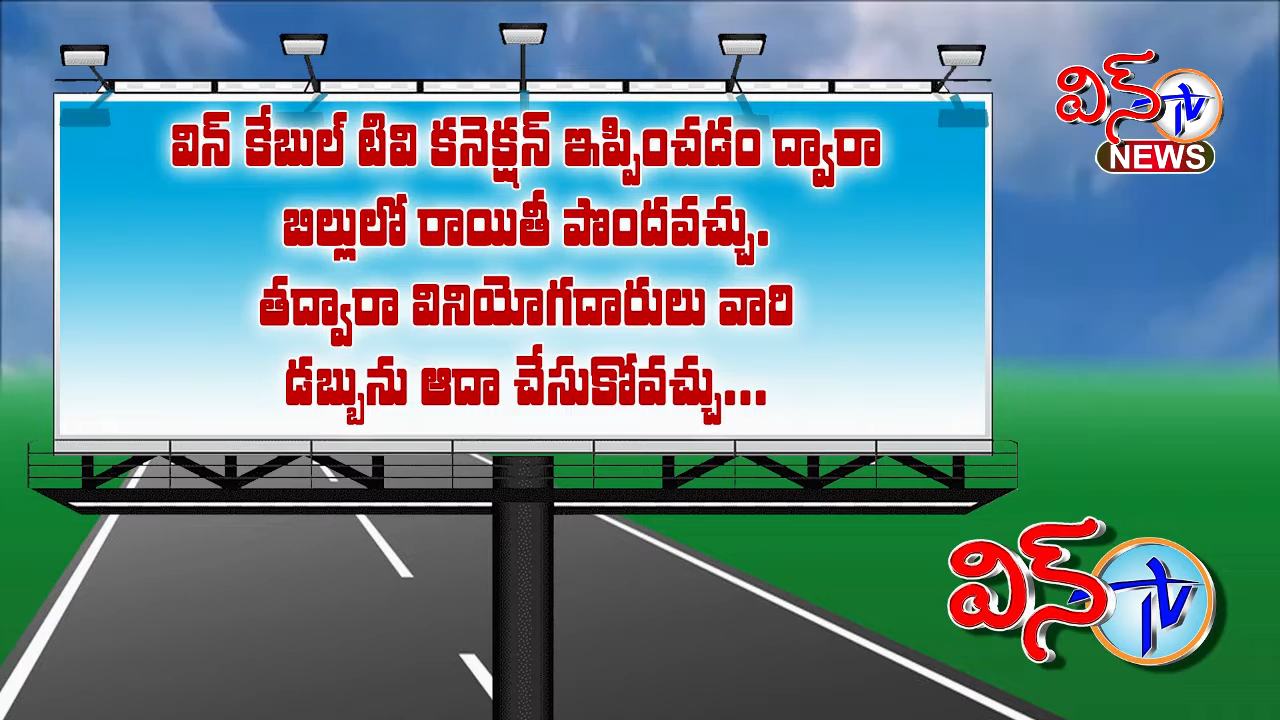 విన్ కేబుల్ టివి కనెక్షన్ ఇప్పించడం ద్వారా
బిల్లులో రాయితీ పొందవచ్చు.
తద్వారా వినియోగదారులు వారి
డబ్బును ఆదా చేసుకోవచ్చు...
విన్ TV
NEWS
విన్ TV